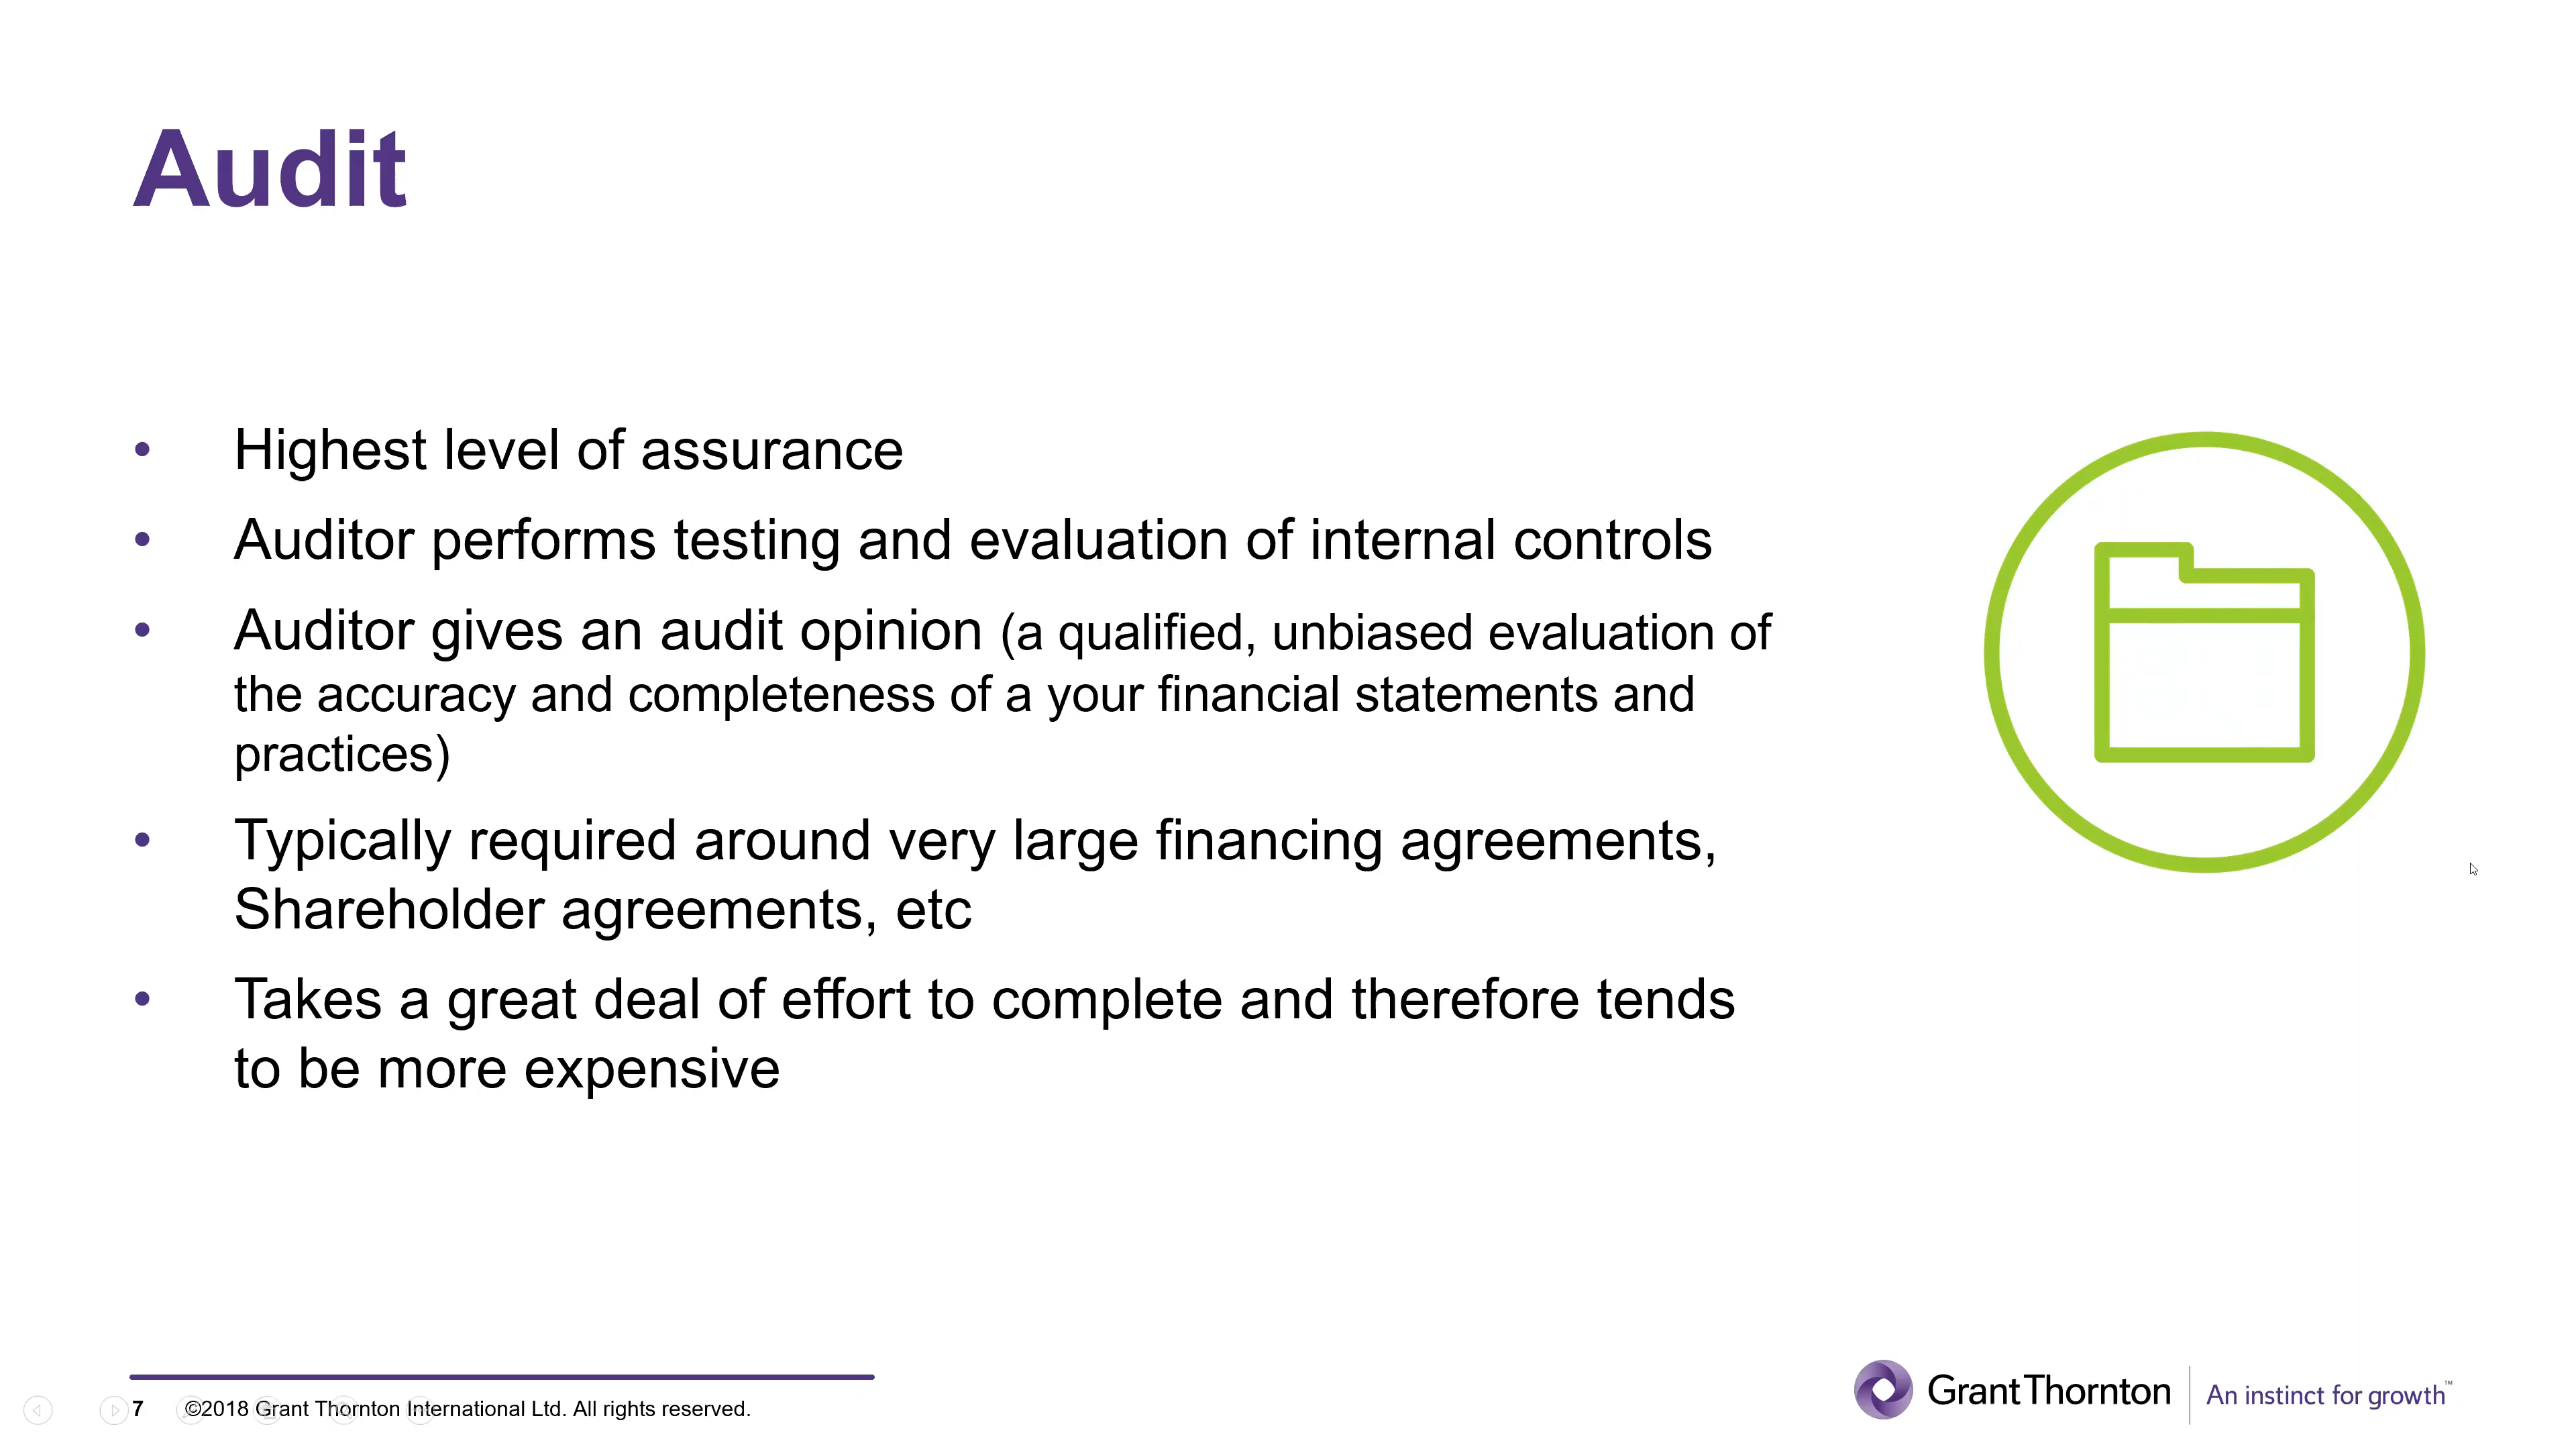 Audit
• Highest level of assurance
• Auditor performs testing and evaluation of internal controls
• Auditor gives an audit opinion (a qualified, unbiased evaluation of
the accuracy and completeness of a your financial statements and
practices)
• Typically required around very large financing agreements,
Shareholder agreements, etc
• Takes a great deal of effort to complete and therefore tends
to be more expensive
7 ©2018 Grant Thornton International Ltd. All rights reserved.
Grant Thornton An instinct for growth™